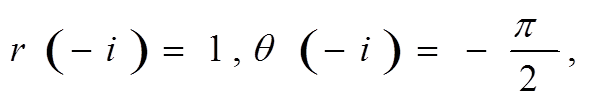 r (− i) = 1 , θ (− i) = − π/2 ,